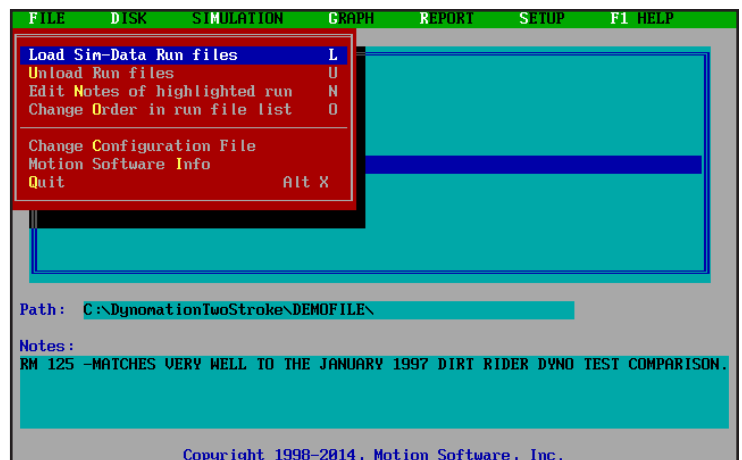 FILE DISK SIMULATION GRAPH REPORT SETUP F1 HELP
Load Sim-Data Run files L
Unload Run files U
Edit Notes of highlighted run N
Change Order in run file list O
Change Configuration File
Motion Software Info
Quit Alt X
Path: C:\DynomationTwoStroke\DEMOFILE\
Notes:
RM 125 -MATCHES VERY WELL TO THE JANUARY 1997 DIRT RIDER DYNO TEST COMPARISON.
Copyright 1998-2014, Motion Software, Inc.